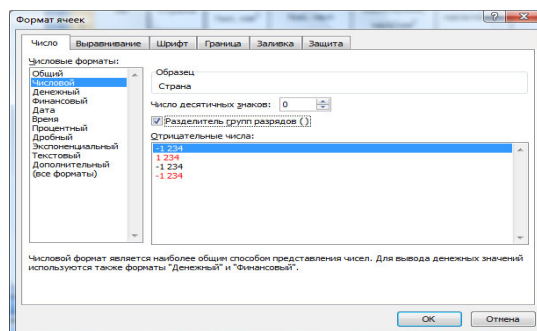 Формат ячеек
Число Выравнивание Шрифт Граница Заливка Защита
Числовые форматы:
Общий
Числовой
Денежный
Финансовый
Дата
Время
Процентный
Дробный
Экспоненциальный
Текстовый
Дополнительный
(все форматы)
Образец
Страна
Число десятичных знаков: 0
Разделитель групп разрядов ( )
Отрицательные числа:
-1 234
1 234
-1 234
-1 234
Числовой формат является наиболее общим способом представления чисел. Для вывода денежных значений
используются также форматы "Денежный" и "Финансовый".
ОК Отмена